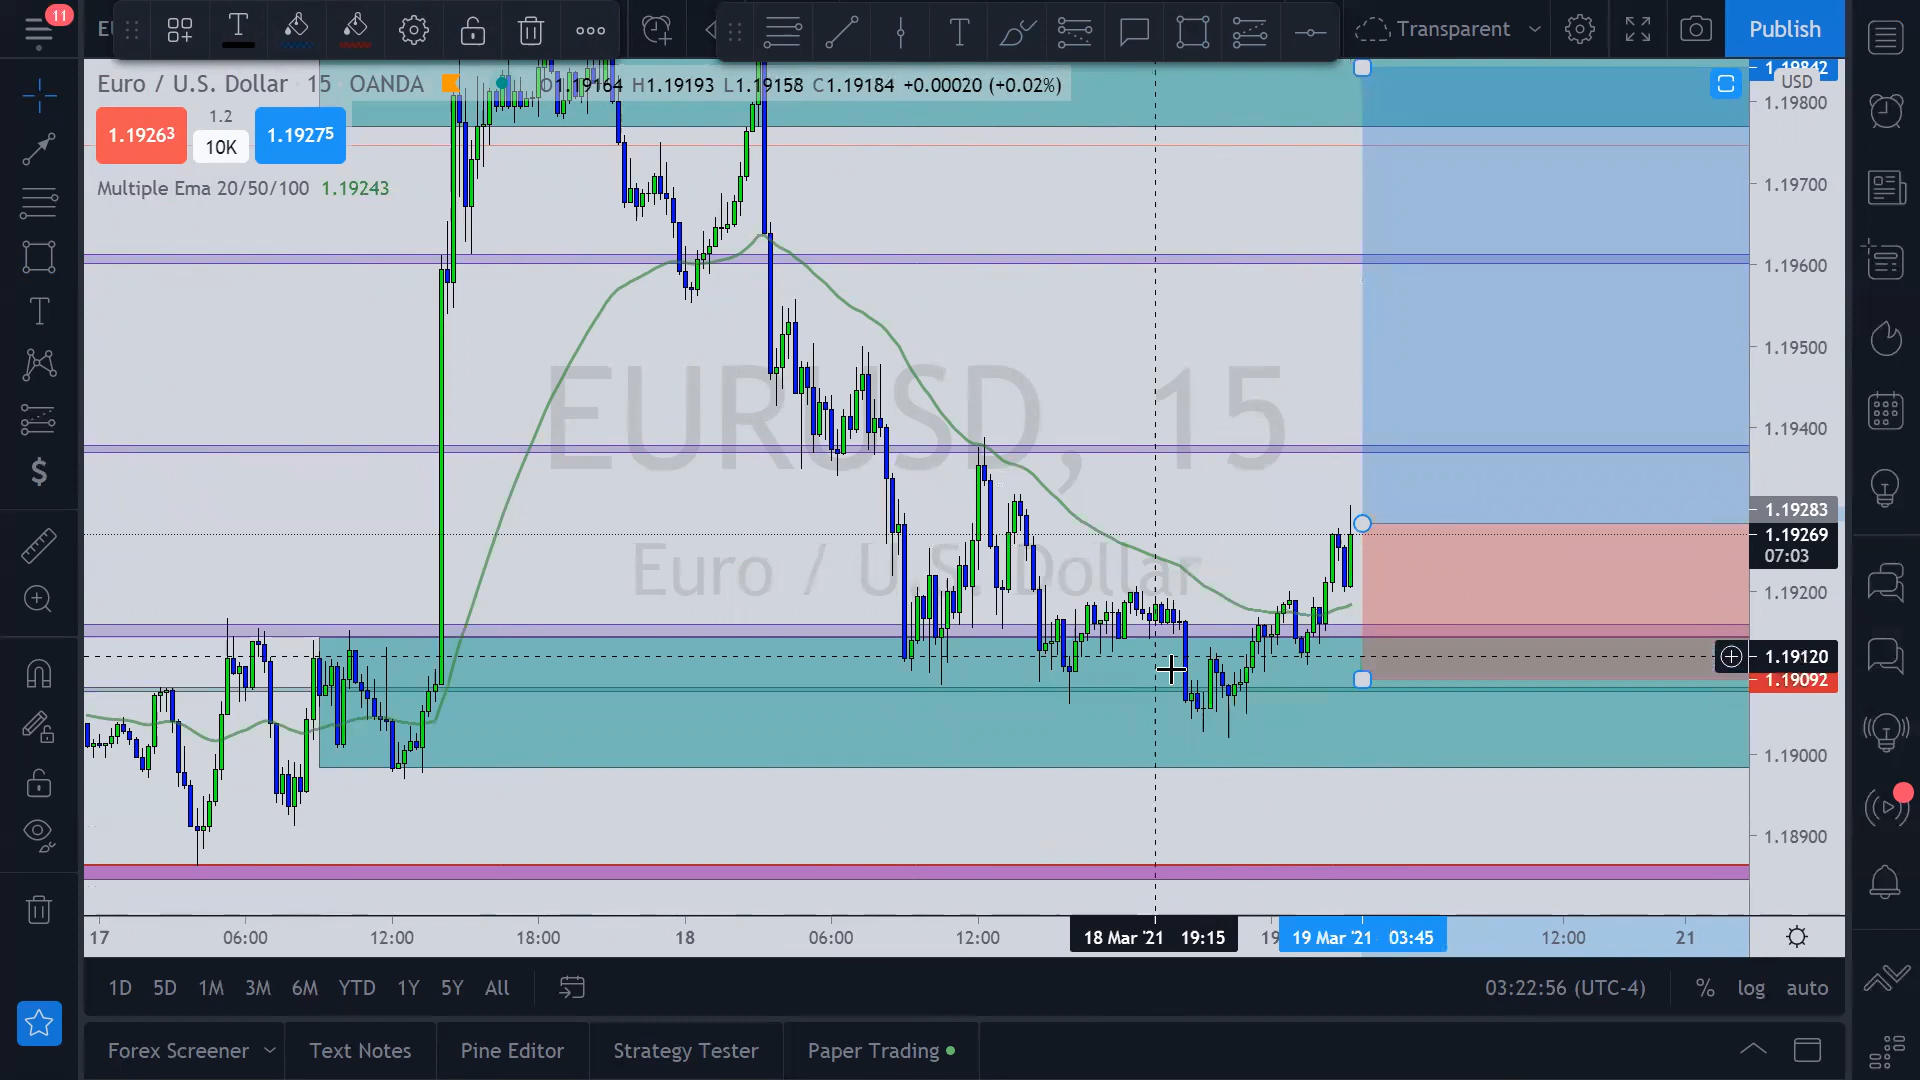 11
E
T
T
Transparent
Publish
Euro / U.S. Dollar · 15 · OANDA
O1.19164 H1.19193 L1.19158 C1.19184 +0.00020 (+0.02%)
1.19842
USD
1.19263
1.2
10K
1.19275
Multiple Ema 20/50/100 1.19243
EURUSD, 15
Euro / U.S. Dollar
1.19800
1.19700
1.19600
1.19500
1.19400
1.19283
1.19269
07:03
1.19200
1.19120
1.19092
1.19000
1.18900
17
06:00
12:00
18:00
18
06:00
12:00
18 Mar '21 19:15
19
19 Mar '21 03:45
12:00
21
1D 5D 1M 3M 6M YTD 1Y 5Y All
03:22:56 (UTC-4)
% log auto
Forex Screener
Text Notes
Pine Editor
Strategy Tester
Paper Trading